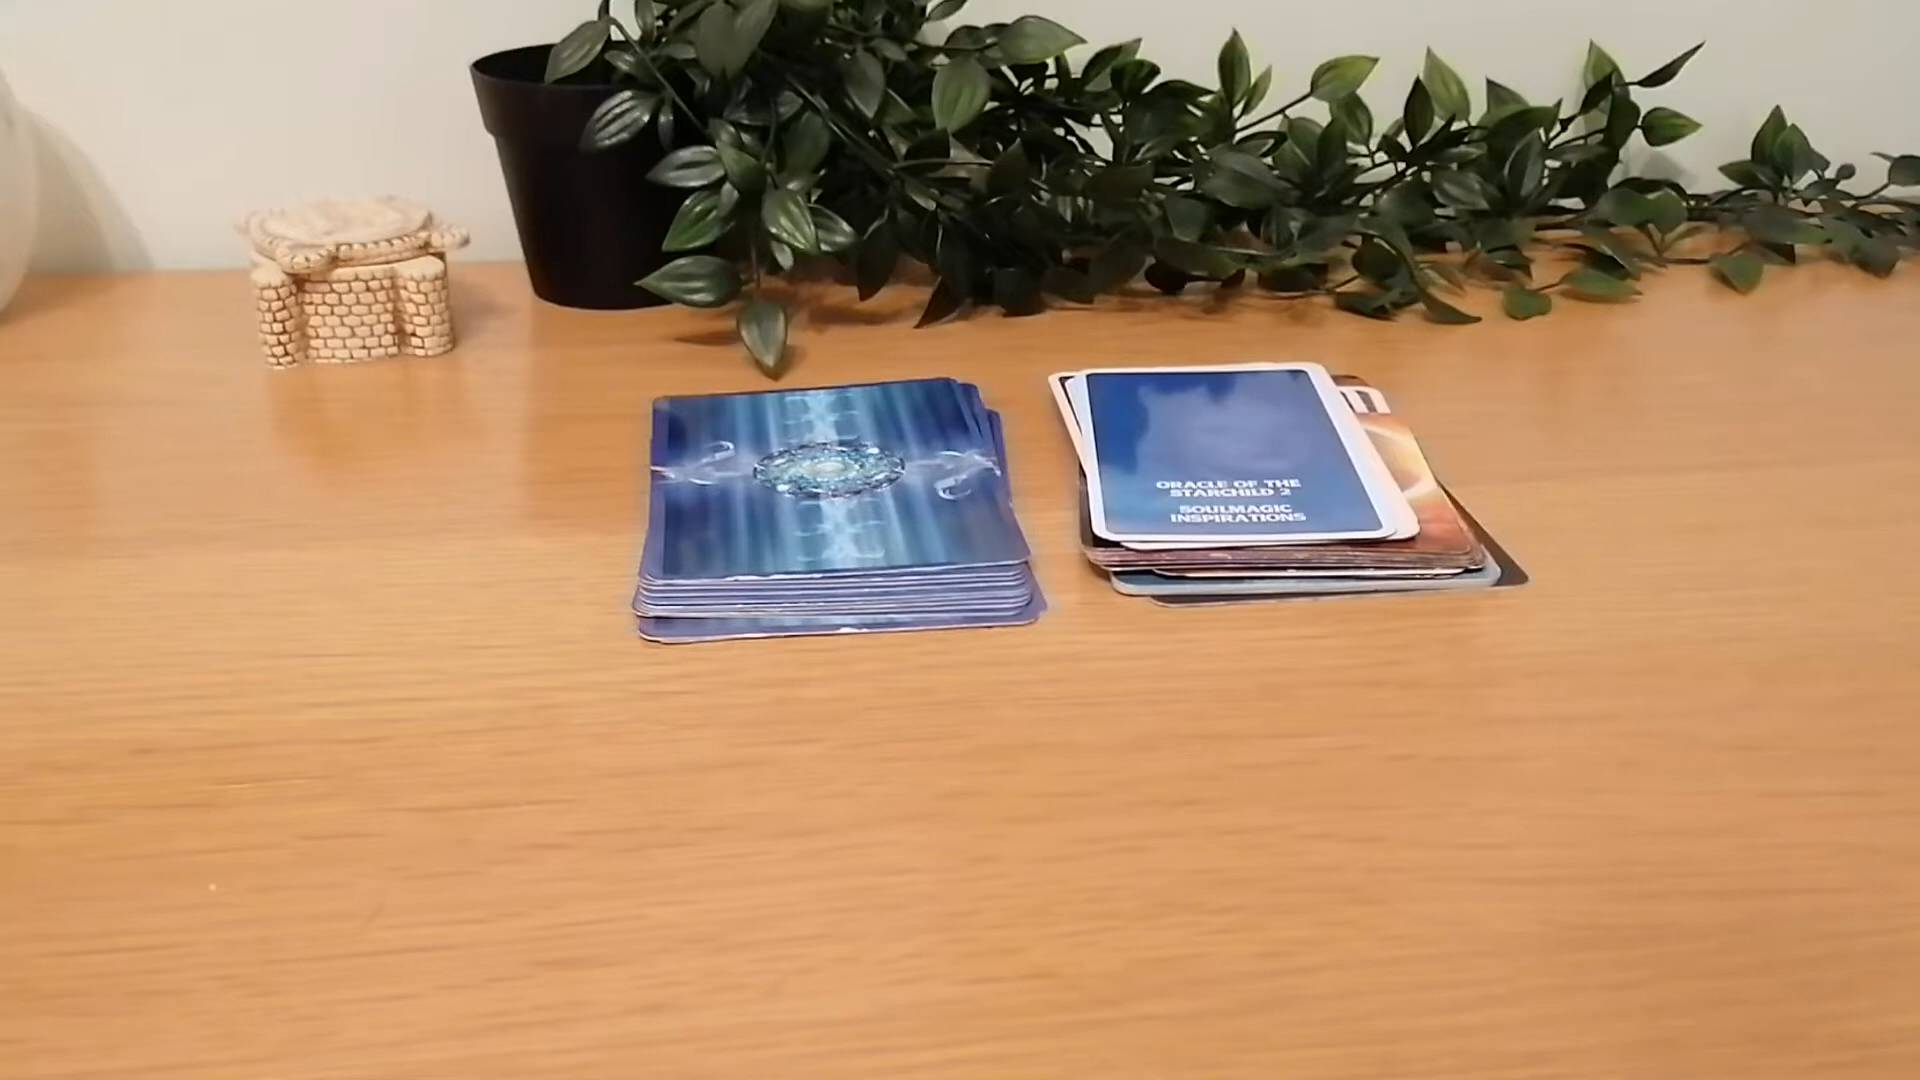 ORACLE OF THE
STARCHILD 2
SOULMAGIC
INSPIRATIONS